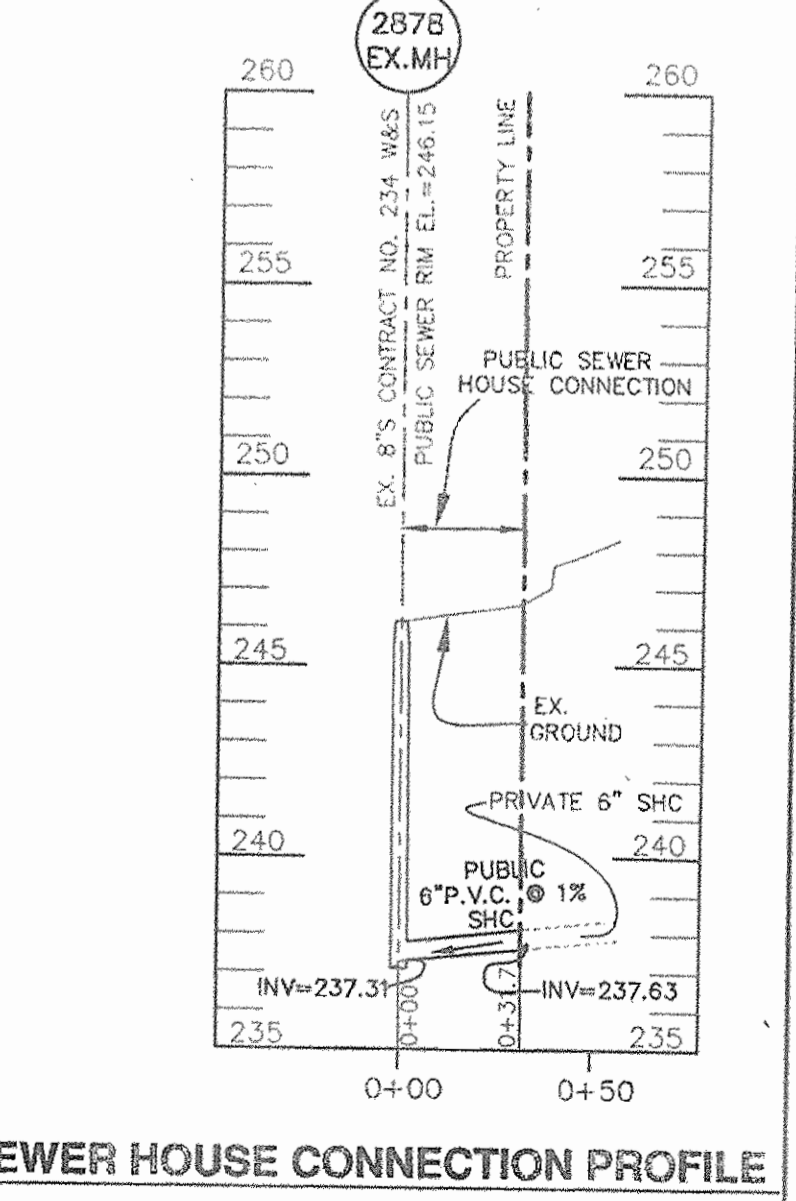 2878
EX.MH
260
260
EX. 8"S CONTRACT NO. 234 W&S
PUBLIC SEWER RIM EL.=246.15
PROPERTY LINE
255
255
PUBLIC SEWER
HOUSE CONNECTION
250
250
245
245
EX.
GROUND
PRIVATE 6" SHC
240
240
PUBLIC
6"P.V.C. @ 1%
SHC
INV=237.31
INV=237.63
0+00
0+31.7
235
235
0+00
0+50
EWER HOUSE CONNECTION PROFILE